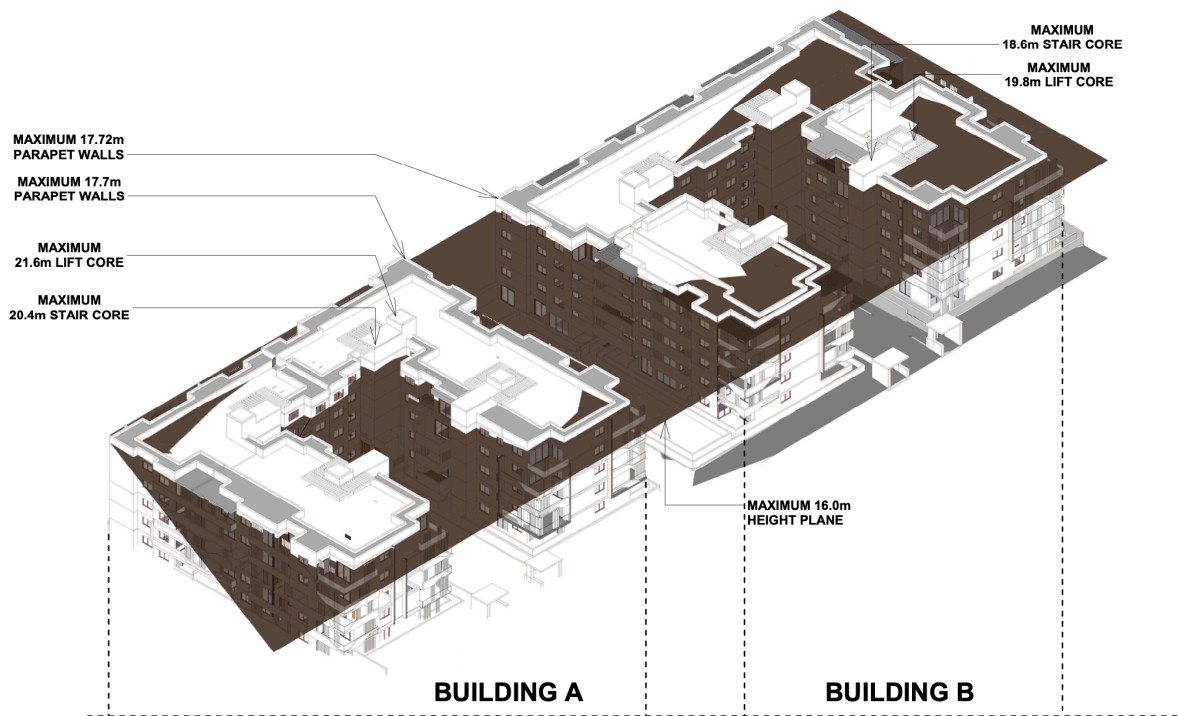 MAXIMUM
18.6m STAIR CORE
MAXIMUM
19.8m LIFT CORE
MAXIMUM 17.72m
PARAPET WALLS
MAXIMUM 17.7m
PARAPET WALLS
MAXIMUM
21.6m LIFT CORE
MAXIMUM
20.4m STAIR CORE
MAXIMUM 16.0m
HEIGHT PLANE
BUILDING A
BUILDING B